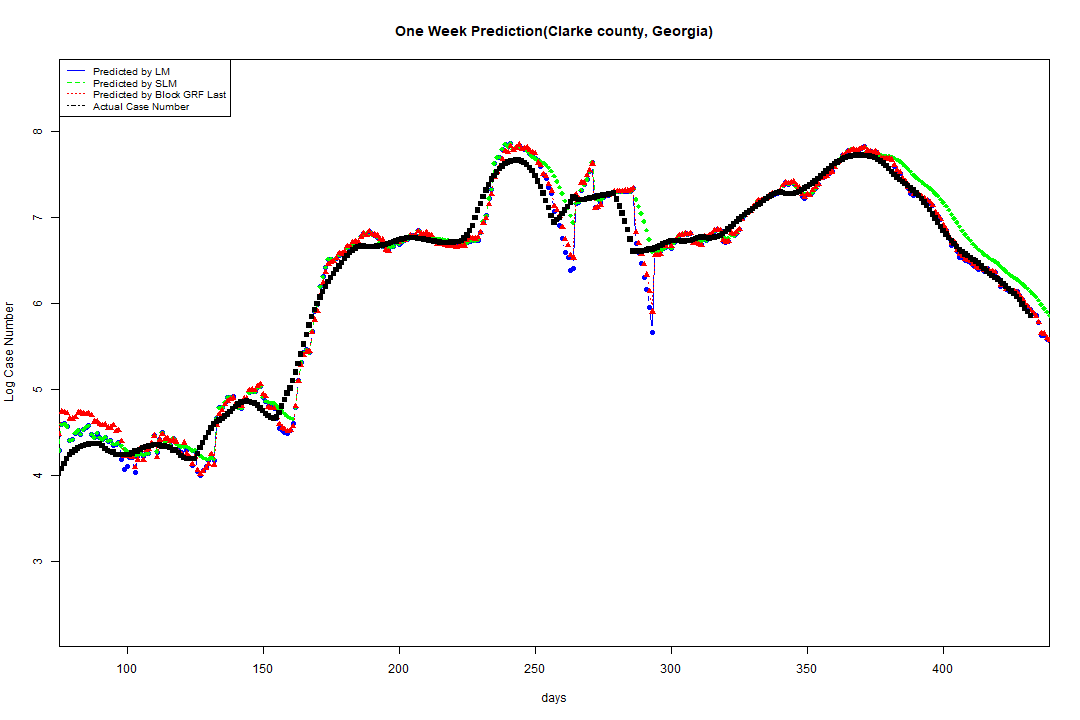 One Week Prediction(Clarke county, Georgia)
Predicted by LM
Predicted by SLM
Predicted by Block GRF Last
Actual Case Number
8
7
6
5
4
3
Log Case Number
100 150 200 250 300 350 400
days